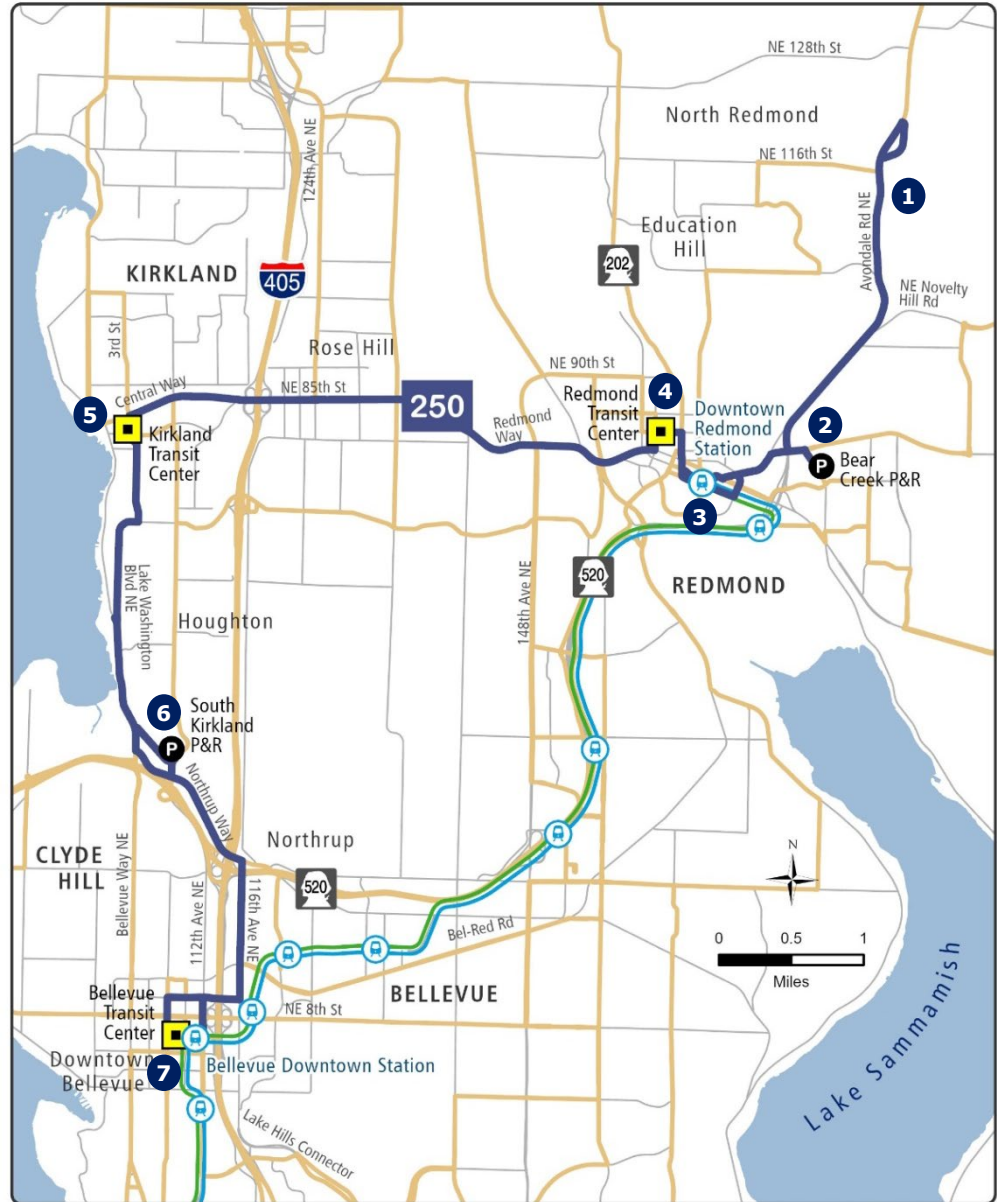 NE 128th St
North Redmond
NE 116th St
124th Ave NE
1
Avondale Rd NE
Education
Hill
202
KIRKLAND
405
NE Novelty
Hill Rd
3rd St
Rose Hill
NE 90th St
Central Way
NE 85th St
250
Redmond
Transit
Center
4
Downtown
Redmond
Station
5
Kirkland
Transit
Center
Redmond
Way
2
P
Bear
Creek P&R
3
520
REDMOND
148th Ave NE
Lake Washington
Blvd NE
Houghton
6
South
Kirkland
P&R
P
Northrup Way
Northrup
CLYDE
HILL
Bellevue Way NE
112th Ave NE
116th Ave NE
520
Bel-Red Rd
N
0 0.5 1
Miles
BELLEVUE
Bellevue
Transit
Center
NE 8th St
Downtown
Bellevue
7
Bellevue Downtown Station
Lake Hills Connector
Lake Sammamish